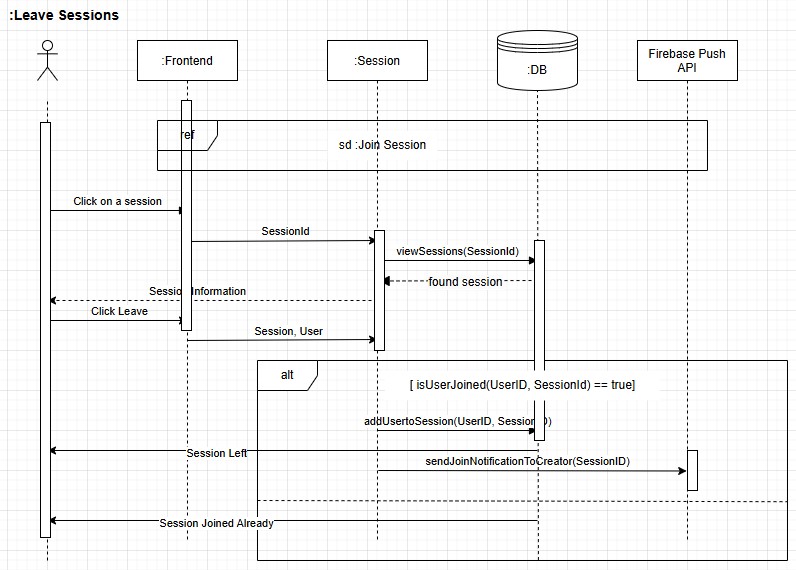 :Leave Sessions
:Frontend
:Session
:DB
Firebase Push
API
ref
sd :Join Session
Click on a session
SessionId
viewSessions(SessionId)
found session
Session Information
Click Leave
Session, User
alt
[ isUserJoined(UserID, SessionId) == true]
addUsertoSession(UserID, SessionID)
Session Left
sendJoinNotificationToCreator(SessionID)
Session Joined Already